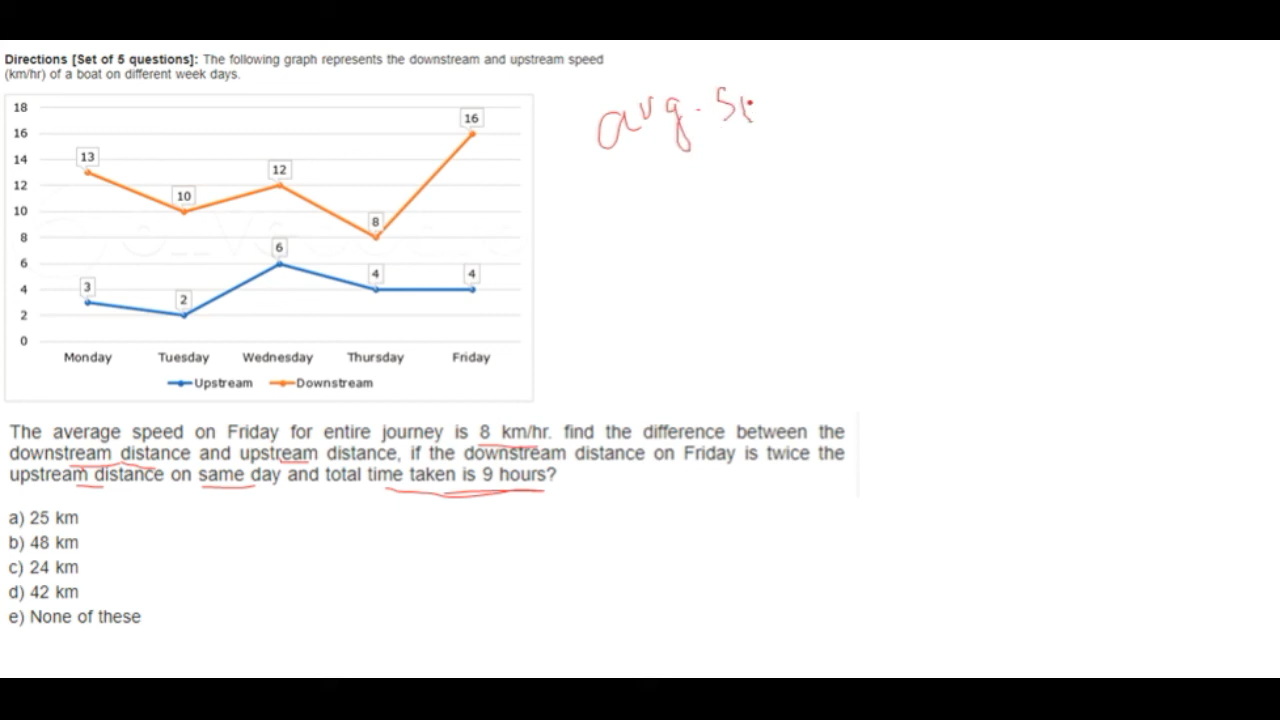 Directions [Set of 5 questions]: The following graph represents the downstream and upstream speed
(km/hr) of a boat on different week days.
avg. sp
18
16
14
12
10
8
6
4
2
0
13
10
12
8
16
3
2
6
4
4
Monday Tuesday Wednesday Thursday Friday
Upstream Downstream
The average speed on Friday for entire journey is 8 km/hr. find the difference between the
downstream distance and upstream distance, if the downstream distance on Friday is twice the
upstream distance on same day and total time taken is 9 hours?
a) 25 km
b) 48 km
c) 24 km
d) 42 km
e) None of these